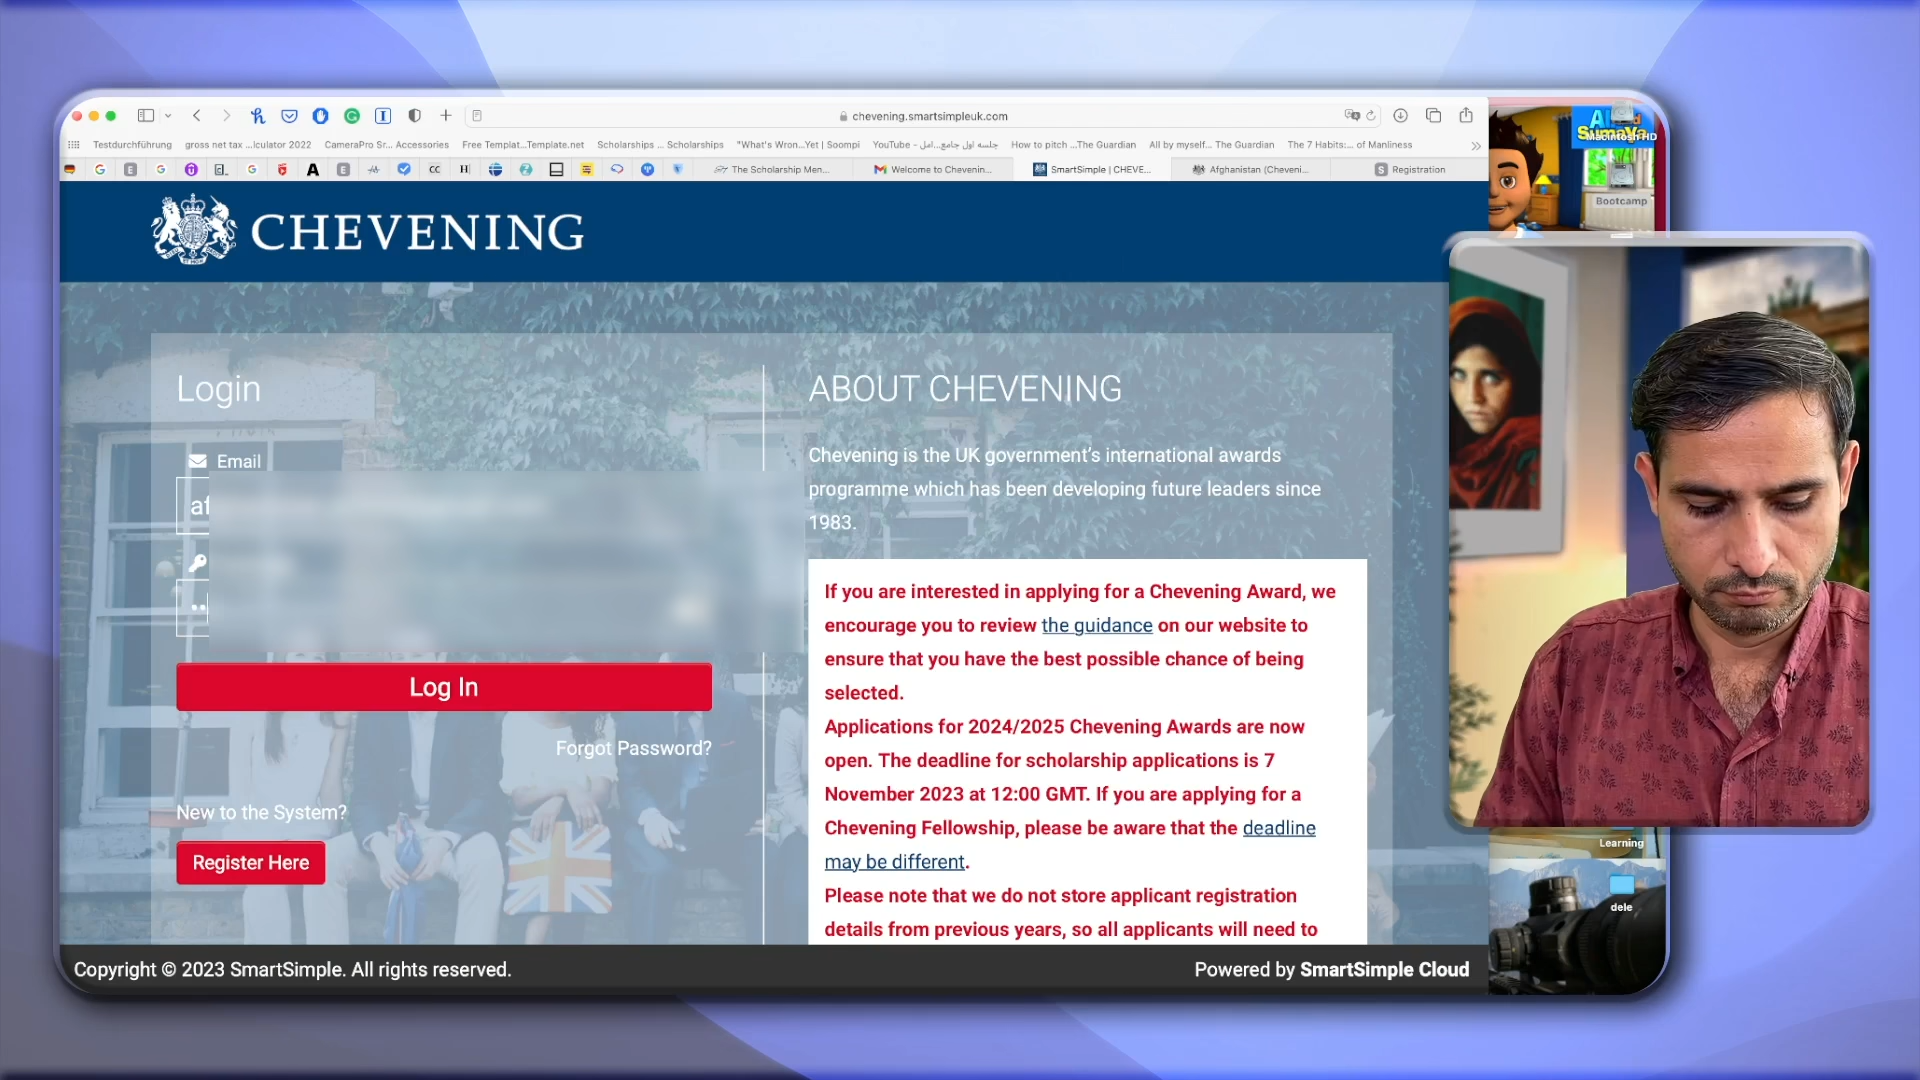 chevening.smartsimpleuk.com
Testdurchführung
gross net tax ...lculator 2022
CameraPro Sr... Accessories
Free Templat...Template.net
Scholarships ... Scholarships
"What's Wron...Yet | Soompi
YouTube - جلسه اول جامع...امل
How to pitch ...The Guardian
All by myself... The Guardian
The 7 Habits:... of Manliness
The Scholarship Men...
Welcome to Chevenin...
SmartSimple | CHEVE...
Afghanistan (Cheveni...
Registration
CHEVENING
Login
Email
af
Log In
Forgot Password?
New to the System?
Register Here
ABOUT CHEVENING
Chevening is the UK government's international awards
programme which has been developing future leaders since
1983.
If you are interested in applying for a Chevening Award, we
encourage you to review the guidance on our website to
ensure that you have the best possible chance of being
selected.
Applications for 2024/2025 Chevening Awards are now
open. The deadline for scholarship applications is 7
November 2023 at 12:00 GMT. If you are applying for a
Chevening Fellowship, please be aware that the deadline
may be different.
Please note that we do not store applicant registration
details from previous years, so all applicants will need to
Copyright © 2023 SmartSimple. All rights reserved.
Powered by SmartSimple Cloud
Macintosh HD
Bootcamp
Learning
dele